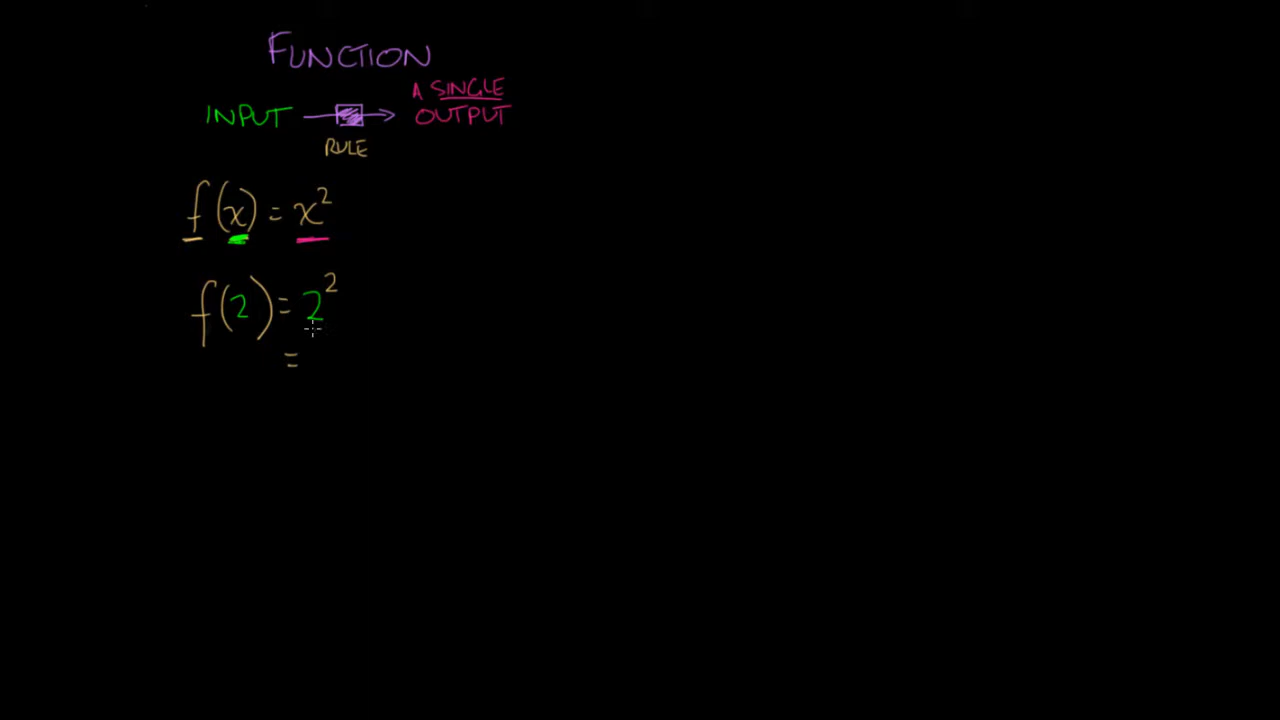 FUNCTION
INPUT → A SINGLE OUTPUT
RULE
f(x) = x²
f(2) = 2²
=